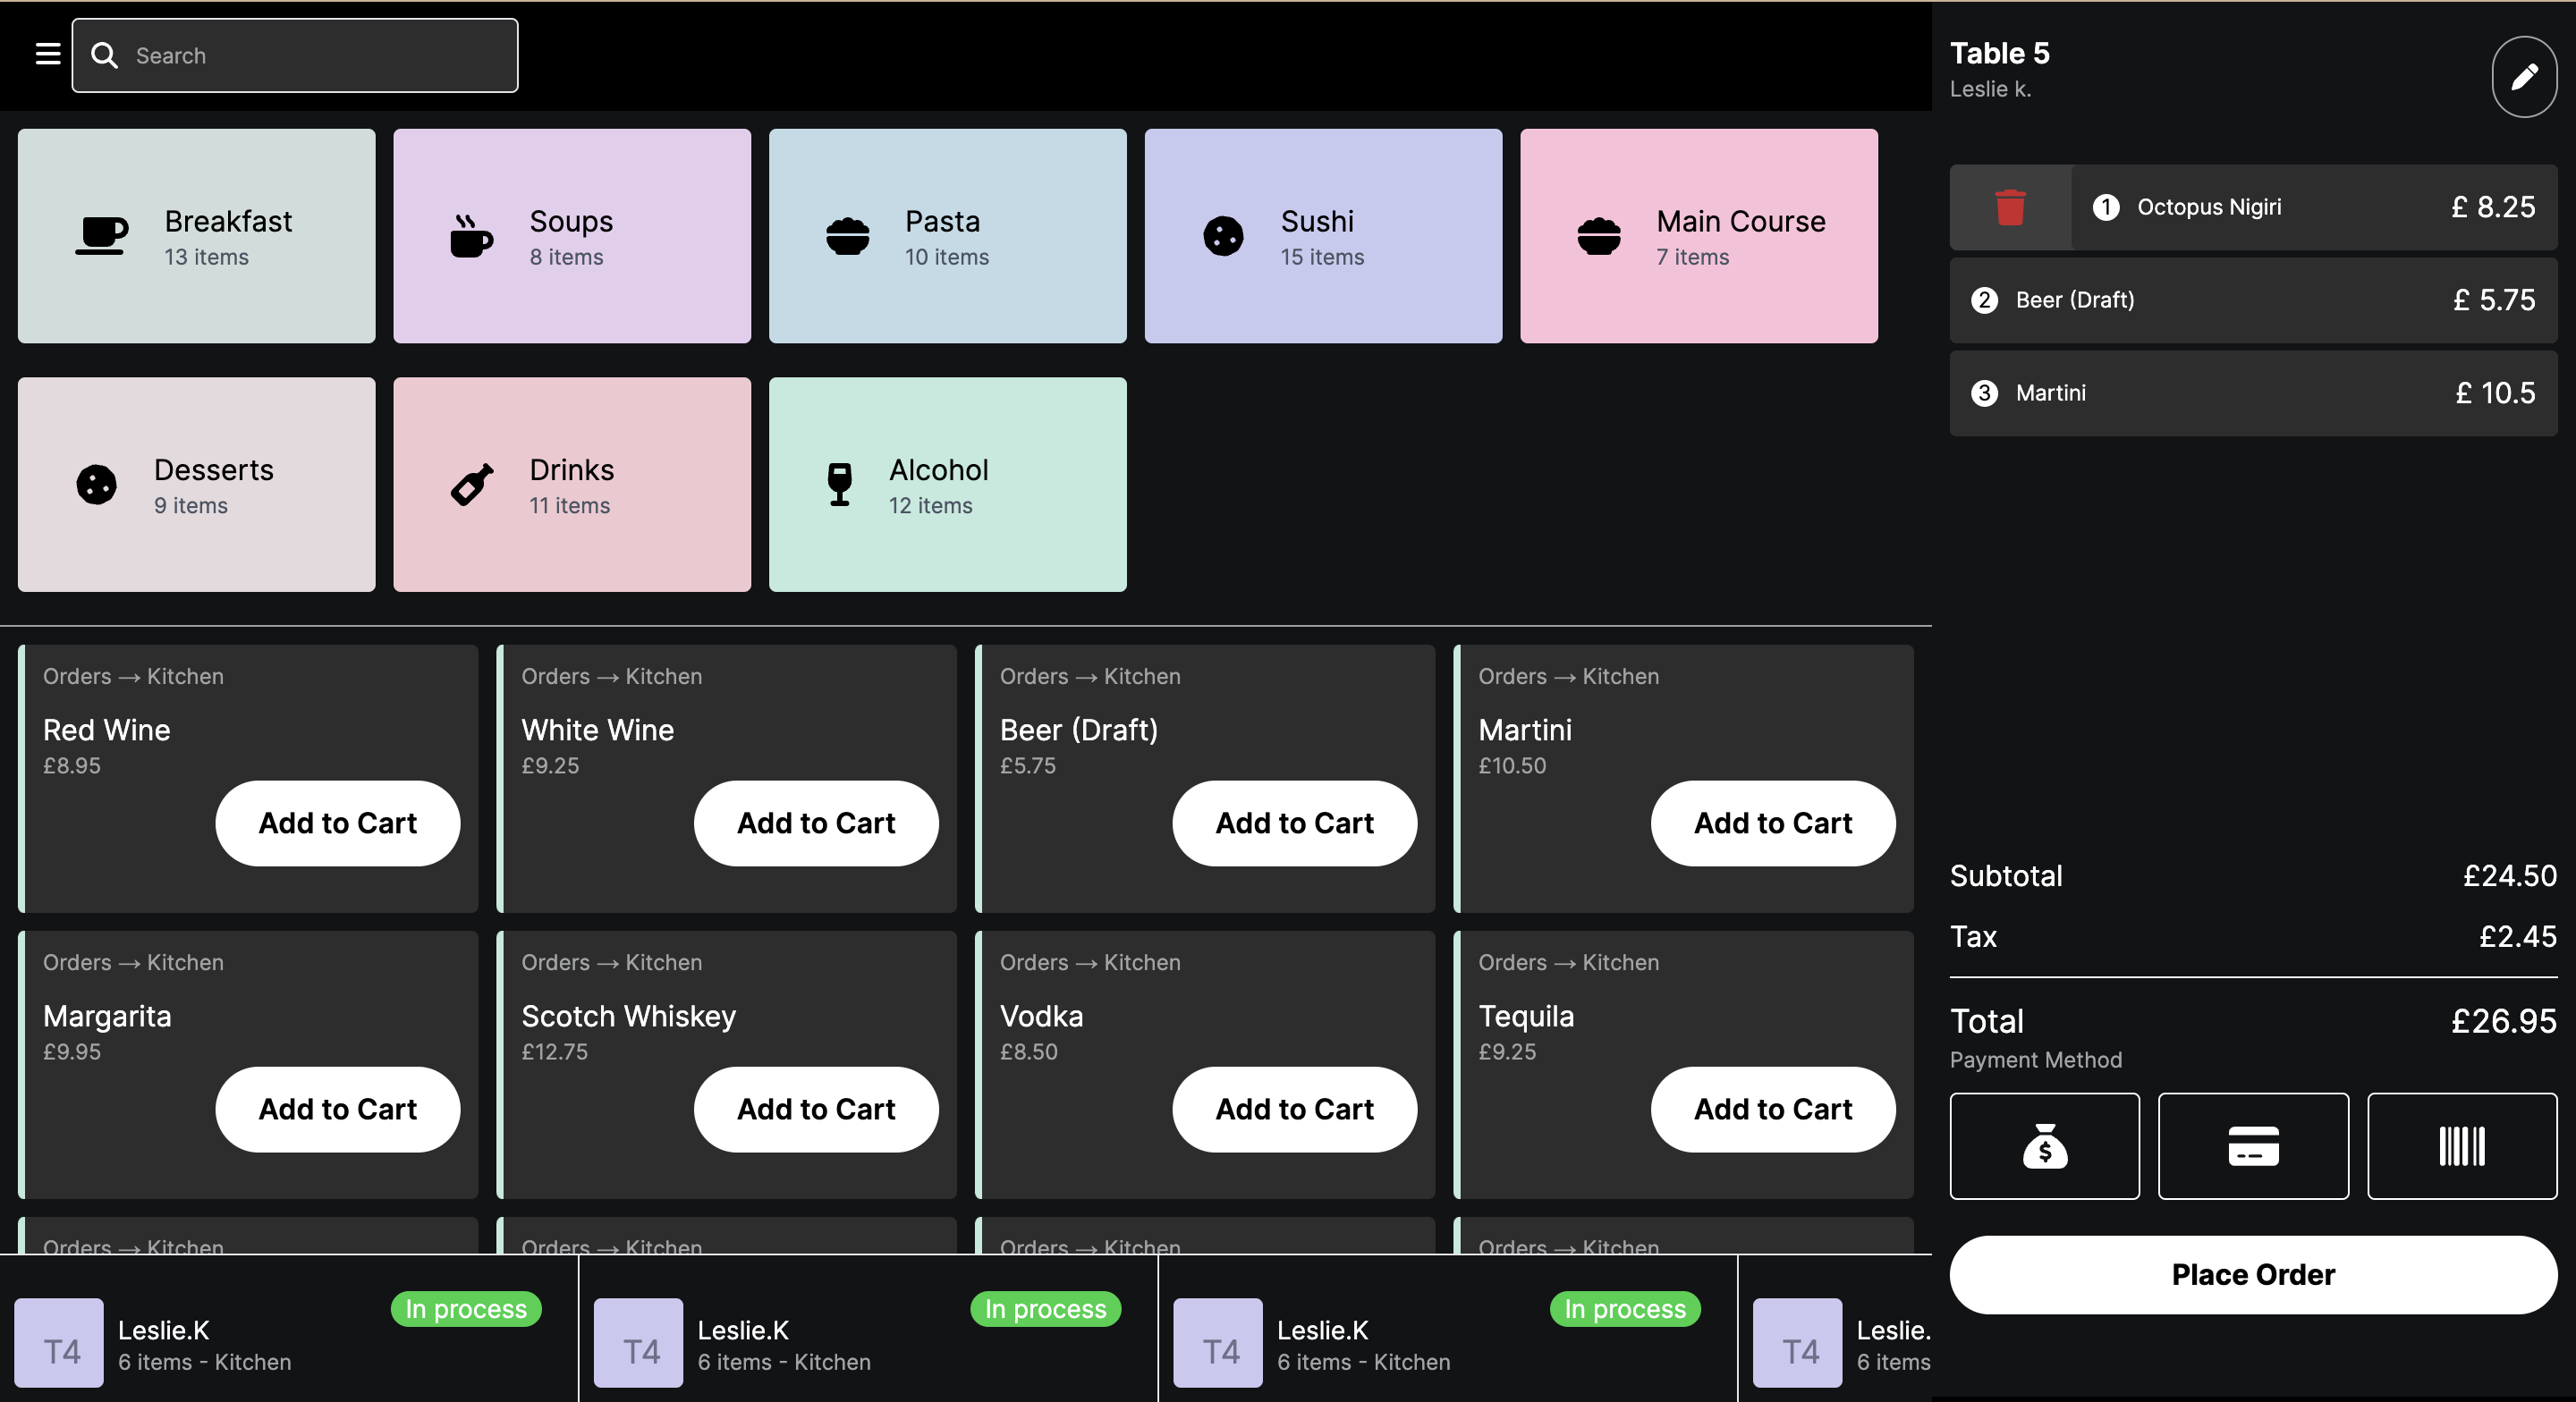 Search
Breakfast
13 items
Soups
8 items
Pasta
10 items
Sushi
15 items
Main Course
7 items
Desserts
9 items
Drinks
11 items
Alcohol
12 items
Orders → Kitchen
Red Wine
£8.95
Add to Cart
Orders → Kitchen
White Wine
£9.25
Add to Cart
Orders → Kitchen
Beer (Draft)
£5.75
Add to Cart
Orders → Kitchen
Martini
£10.50
Add to Cart
Orders → Kitchen
Margarita
£9.95
Add to Cart
Orders → Kitchen
Scotch Whiskey
£12.75
Add to Cart
Orders → Kitchen
Vodka
£8.50
Add to Cart
Orders → Kitchen
Tequila
£9.25
Add to Cart
Orders → Kitchen
Orders → Kitchen
Orders → Kitchen
Orders → Kitchen
T4
Leslie.K
6 items - Kitchen
In process
T4
Leslie.K
6 items - Kitchen
In process
T4
Leslie.K
6 items - Kitchen
In process
T4
Leslie.
6 items
Table 5
Leslie k.
1 Octopus Nigiri £ 8.25
2 Beer (Draft) £ 5.75
3 Martini £ 10.5
Subtotal £24.50
Tax £2.45
Total £26.95
Payment Method
$
Place Order